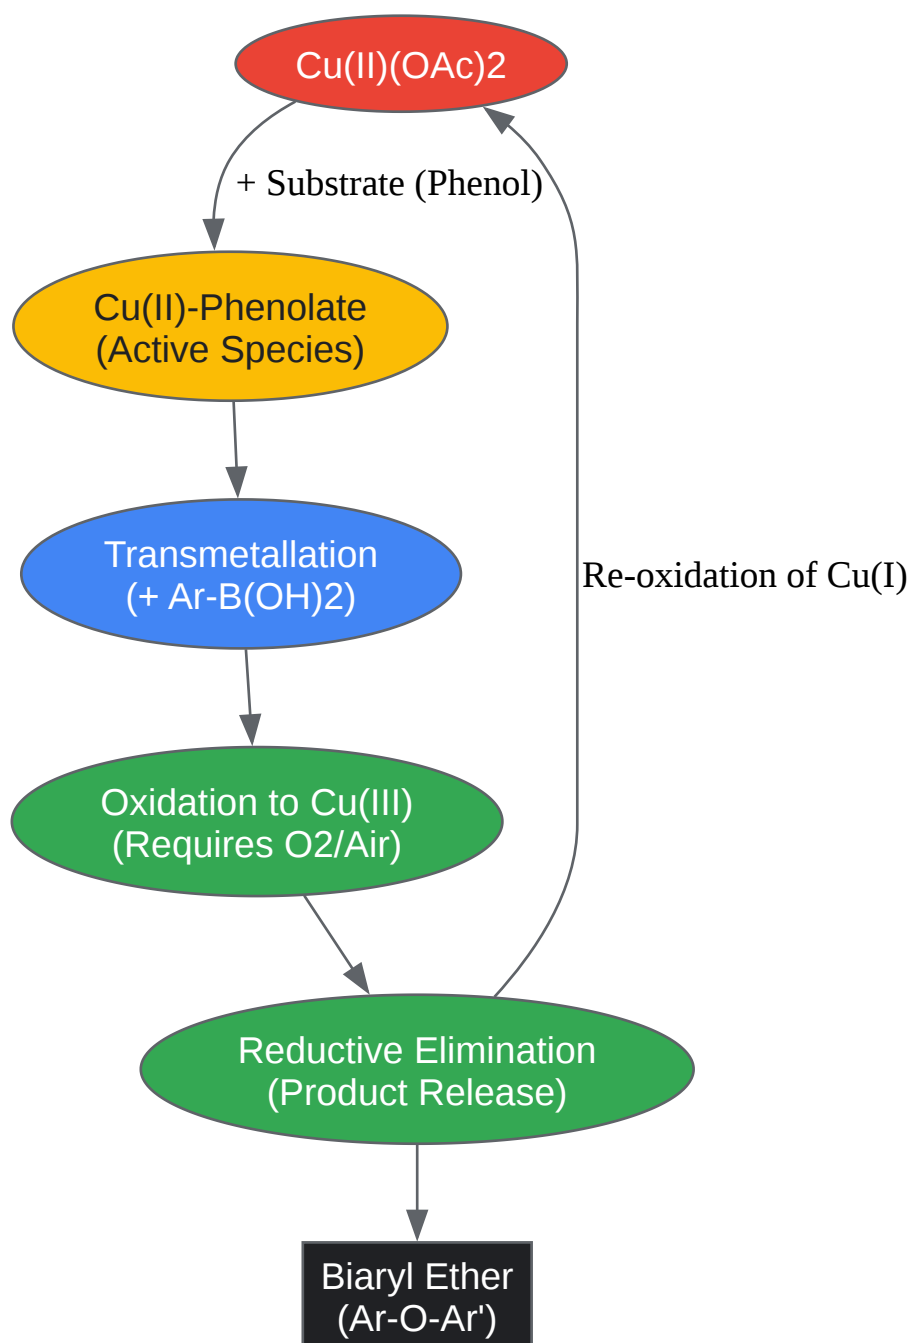 Cu(II)(OAc)2
+ Substrate (Phenol)
Cu(II)-Phenolate
(Active Species)
Transmetallation
(+ Ar-B(OH)2)
Re-oxidation of Cu(I)
Oxidation to Cu(III)
(Requires O2/Air)
Reductive Elimination
(Product Release)
Biaryl Ether
(Ar-O-Ar')